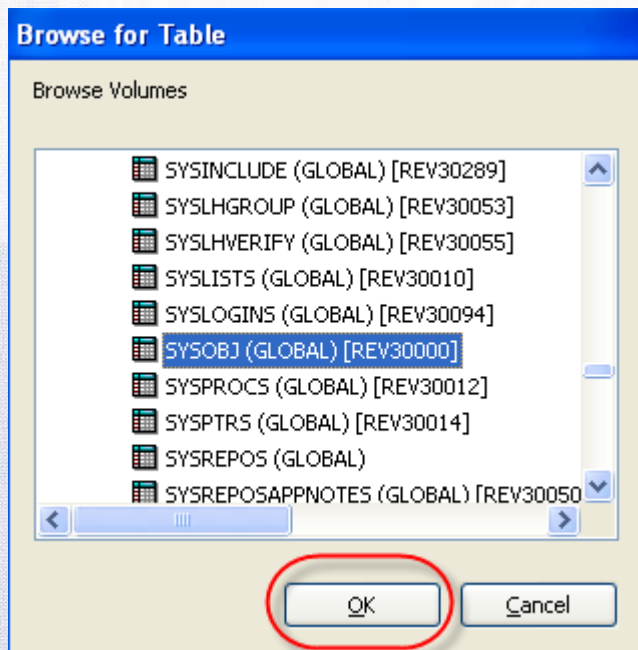 Browse for Table
Browse Volumes
SYSINCLUDE (GLOBAL) [REV30289]
SYSLHGROUP (GLOBAL) [REV30053]
SYSLHVERIFY (GLOBAL) [REV30055]
SYSLISTS (GLOBAL) [REV30010]
SYSLOGINS (GLOBAL) [REV30094]
SYSOBJ (GLOBAL) [REV30000]
SYSPROCS (GLOBAL) [REV30012]
SYSPTRS (GLOBAL) [REV30014]
SYSREPOS (GLOBAL)
SYSREPOSAPPNOTES (GLOBAL) [REV30050
OK Cancel